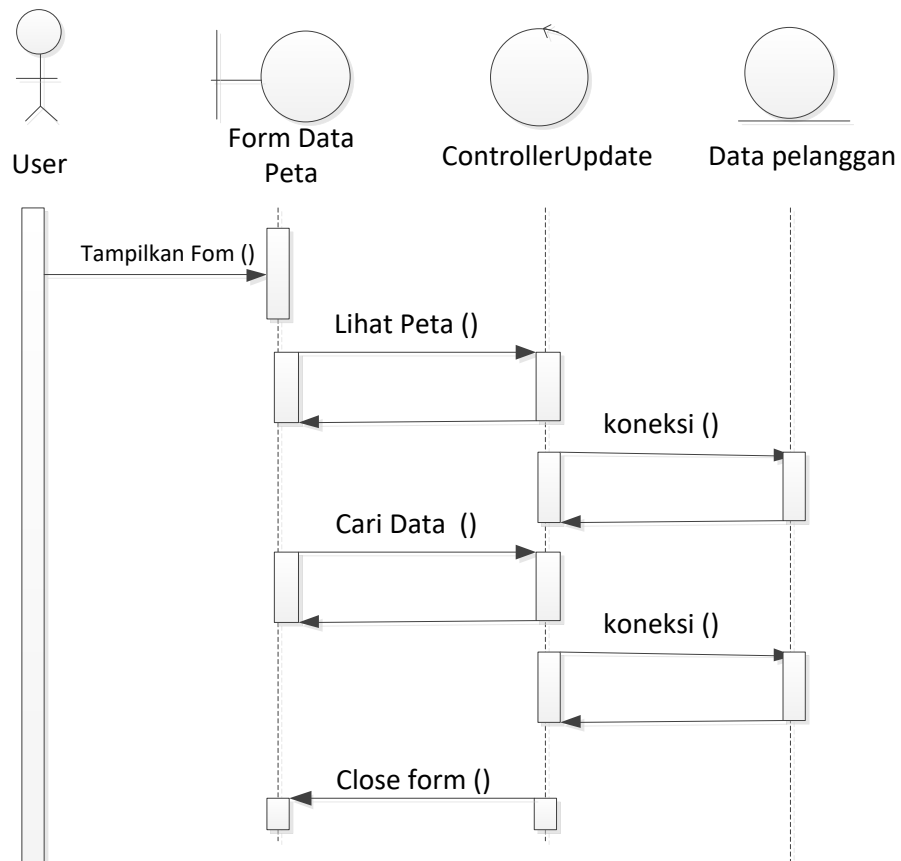 User
Form Data
Peta
ControllerUpdate
Data pelanggan
Tampilkan Fom ()
Lihat Peta ()
koneksi ()
Cari Data  ()
koneksi ()
Close form ()